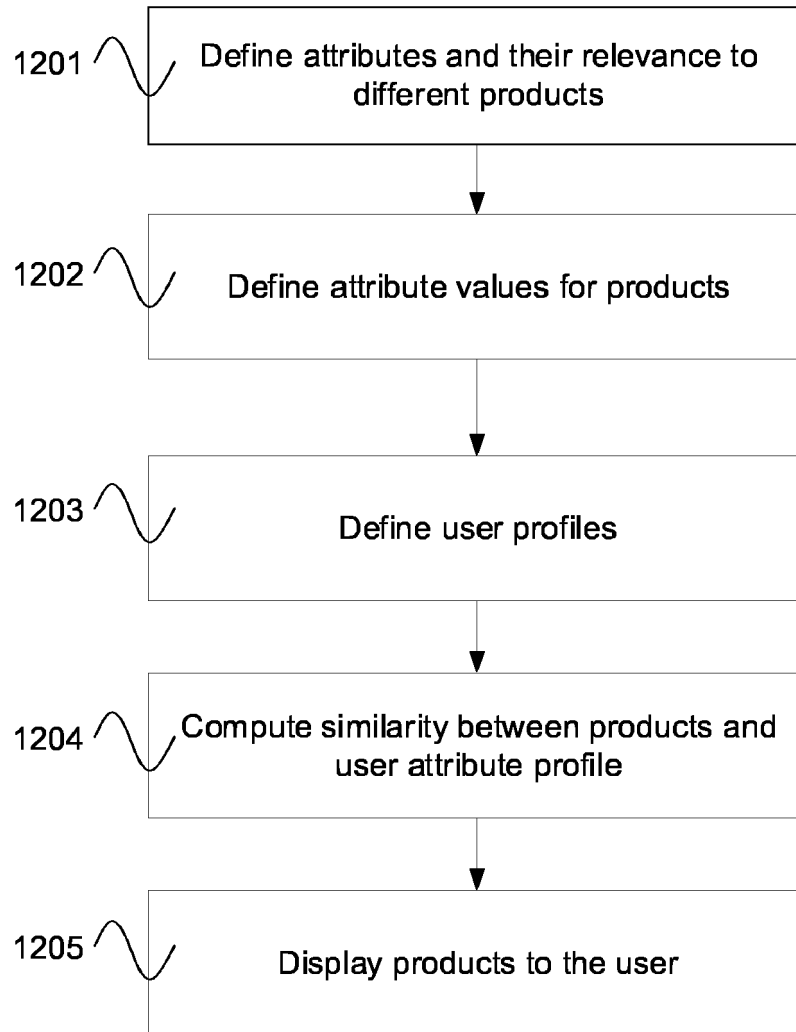 1201
Define attributes and their relevance to
different products
1202
Define attribute values for products
1203
Define user profiles
1204
Compute similarity between products and
user attribute profile
1205
Display products to the user